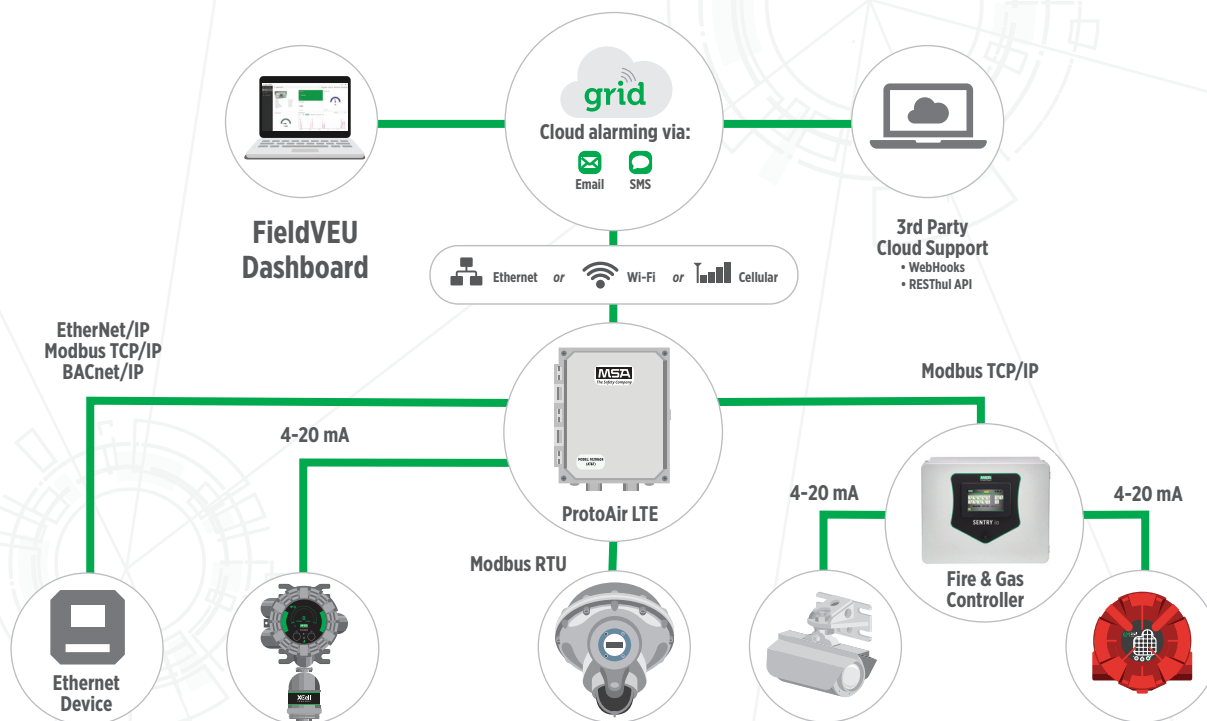 grid
Cloud alarming via:
Email
SMS
FieldVEU
Dashboard
3rd Party
Cloud Support
• WebHooks
• RESThul API
Ethernet or Wi-Fi or Cellular
EtherNet/IP
Modbus TCP/IP
BACnet/IP
Modbus TCP/IP
4-20 mA
MSA
The Safety Company
ProtoAir LTE
4-20 mA
4-20 mA
SENTRY io
Modbus RTU
Fire & Gas
Controller
Ethernet
Device
XCell